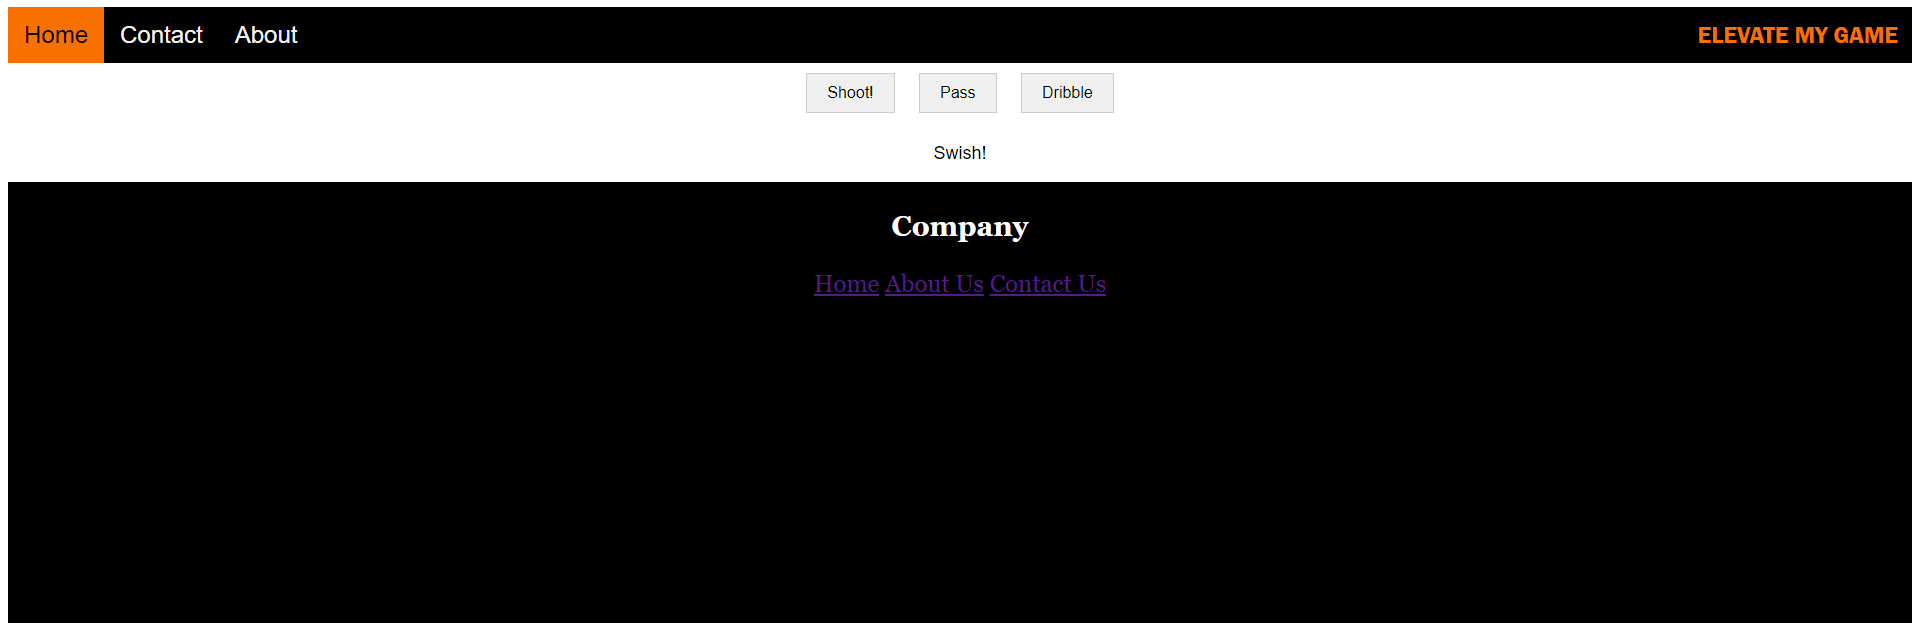 Home Contact About ELEVATE MY GAME
Shoot! Pass Dribble
Swish!
Company
Home About Us Contact Us